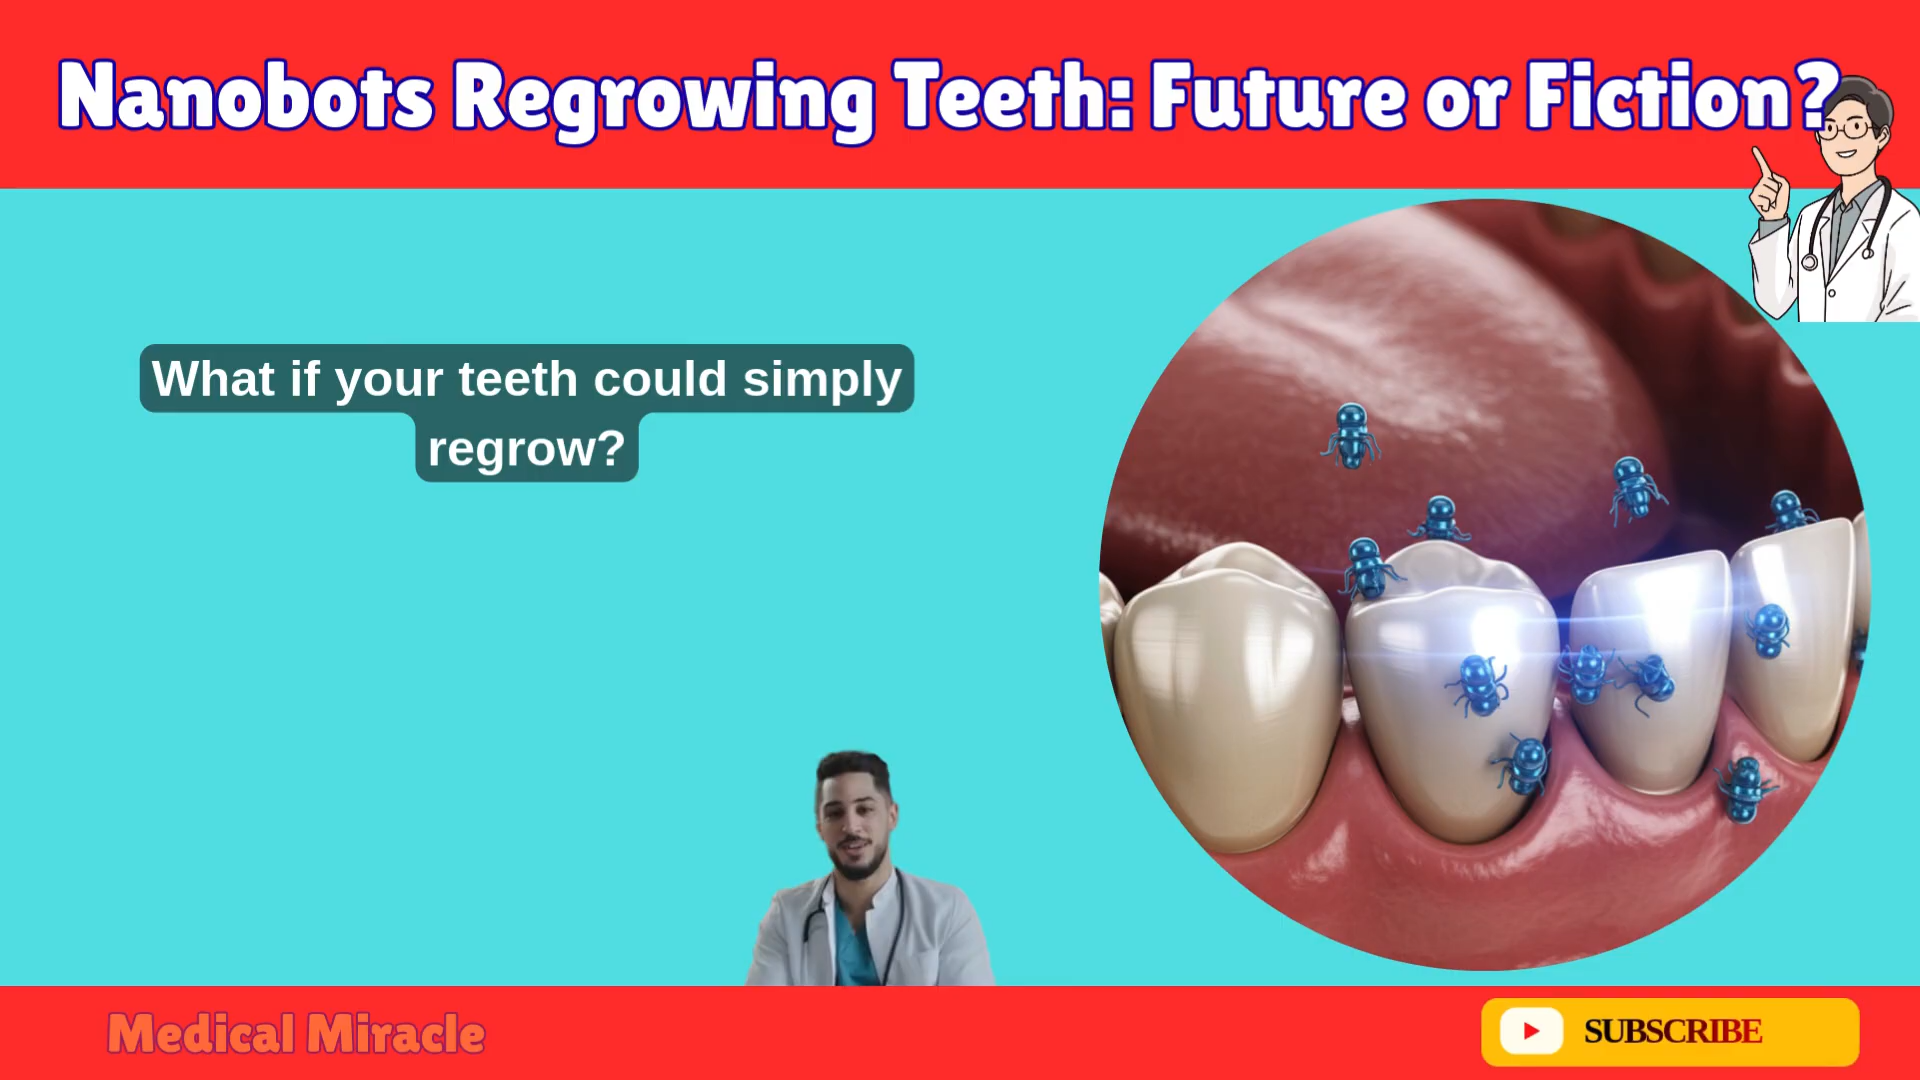 Nanobots Regrowing Teeth: Future or Fiction?
What if your teeth could simply
regrow?
Medical Miracle
SUBSCRIBE